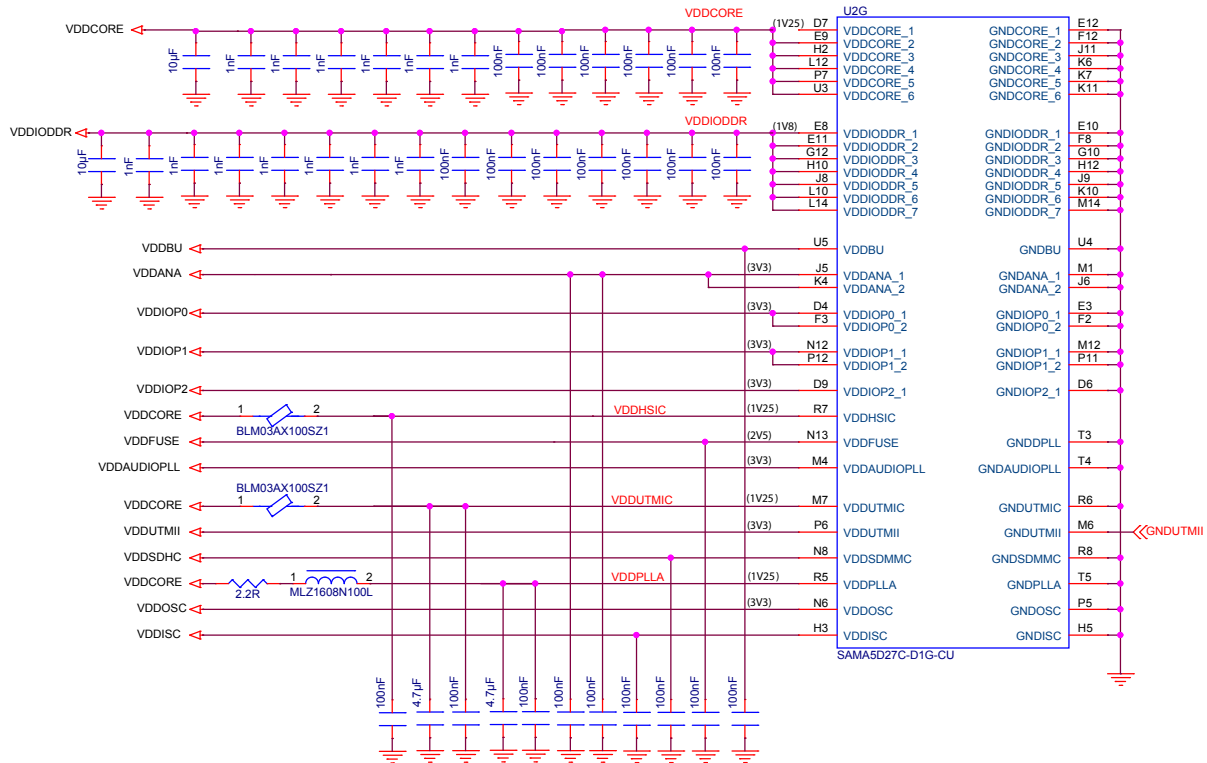 U2G
VDDCORE
VDDCORE
(1V25)
10µF
1nF
1nF
1nF
1nF
1nF
1nF
100nF
100nF
100nF
100nF
100nF
100nF
D7 VDDCORE_1 GNDCORE_1 E12
E9 VDDCORE_2 GNDCORE_2 F12
H2 VDDCORE_3 GNDCORE_3 J11
L12 VDDCORE_4 GNDCORE_4 K6
P7 VDDCORE_5 GNDCORE_5 K7
U3 VDDCORE_6 GNDCORE_6 K11
VDDIODDR
VDDIODDR
(1V8)
10µF
1nF
1nF
1nF
1nF
1nF
1nF
100nF
100nF
100nF
100nF
100nF
100nF
100nF
E8 VDDIODDR_1 GNDIODDR_1 E10
E11 VDDIODDR_2 GNDIODDR_2 F8
G12 VDDIODDR_3 GNDIODDR_3 G10
H10 VDDIODDR_4 GNDIODDR_4 H12
J8 VDDIODDR_5 GNDIODDR_5 J9
L10 VDDIODDR_6 GNDIODDR_6 K10
L14 VDDIODDR_7 GNDIODDR_7 M14
VDDBU U5 VDDBU GNDBU U4
VDDANA (3V3) J5 VDDANA_1 GNDANA_1 M1
K4 VDDANA_2 GNDANA_2 J6
VDDIOP0 (3V3) D4 VDDIOP0_1 GNDIOP0_1 E3
F3 VDDIOP0_2 GNDIOP0_2 F2
VDDIOP1 (3V3) N12 VDDIOP1_1 GNDIOP1_1 M12
P12 VDDIOP1_2 GNDIOP1_2 P11
VDDIOP2 (3V3) D9 VDDIOP2_1 GNDIOP2_1 D6
VDDCORE 1 2 VDDHSIC (1V25) R7 VDDHSIC
BLM03AX100SZ1
VDDFUSE (2V5) N13 VDDFUSE GNDDPLL T3
VDDAUDIOPLL (3V3) M4 VDDAUDIOPLL GNDAUDIOPLL T4
BLM03AX100SZ1
VDDCORE 1 2 VDDUTMIC (1V25) M7 VDDUTMIC GNDUTMIC R6
VDDUTMII (3V3) P6 VDDUTMII GNDUTMII M6 GNDUTMII
VDDSDHC N8 VDDSDMMC GNDSDMMC R8
VDDCORE 1 2 VDDPLLA (1V25) R5 VDDPLLA GNDPLLA T5
2.2R MLZ1608N100L
VDDOSC (3V3) N6 VDDOSC GNDOSC P5
VDDISC H3 VDDISC GNDISC H5
SAMA5D27C-D1G-CU
100nF
4.7µF
100nF
4.7µF
100nF
100nF
100nF
100nF
100nF
100nF
100nF